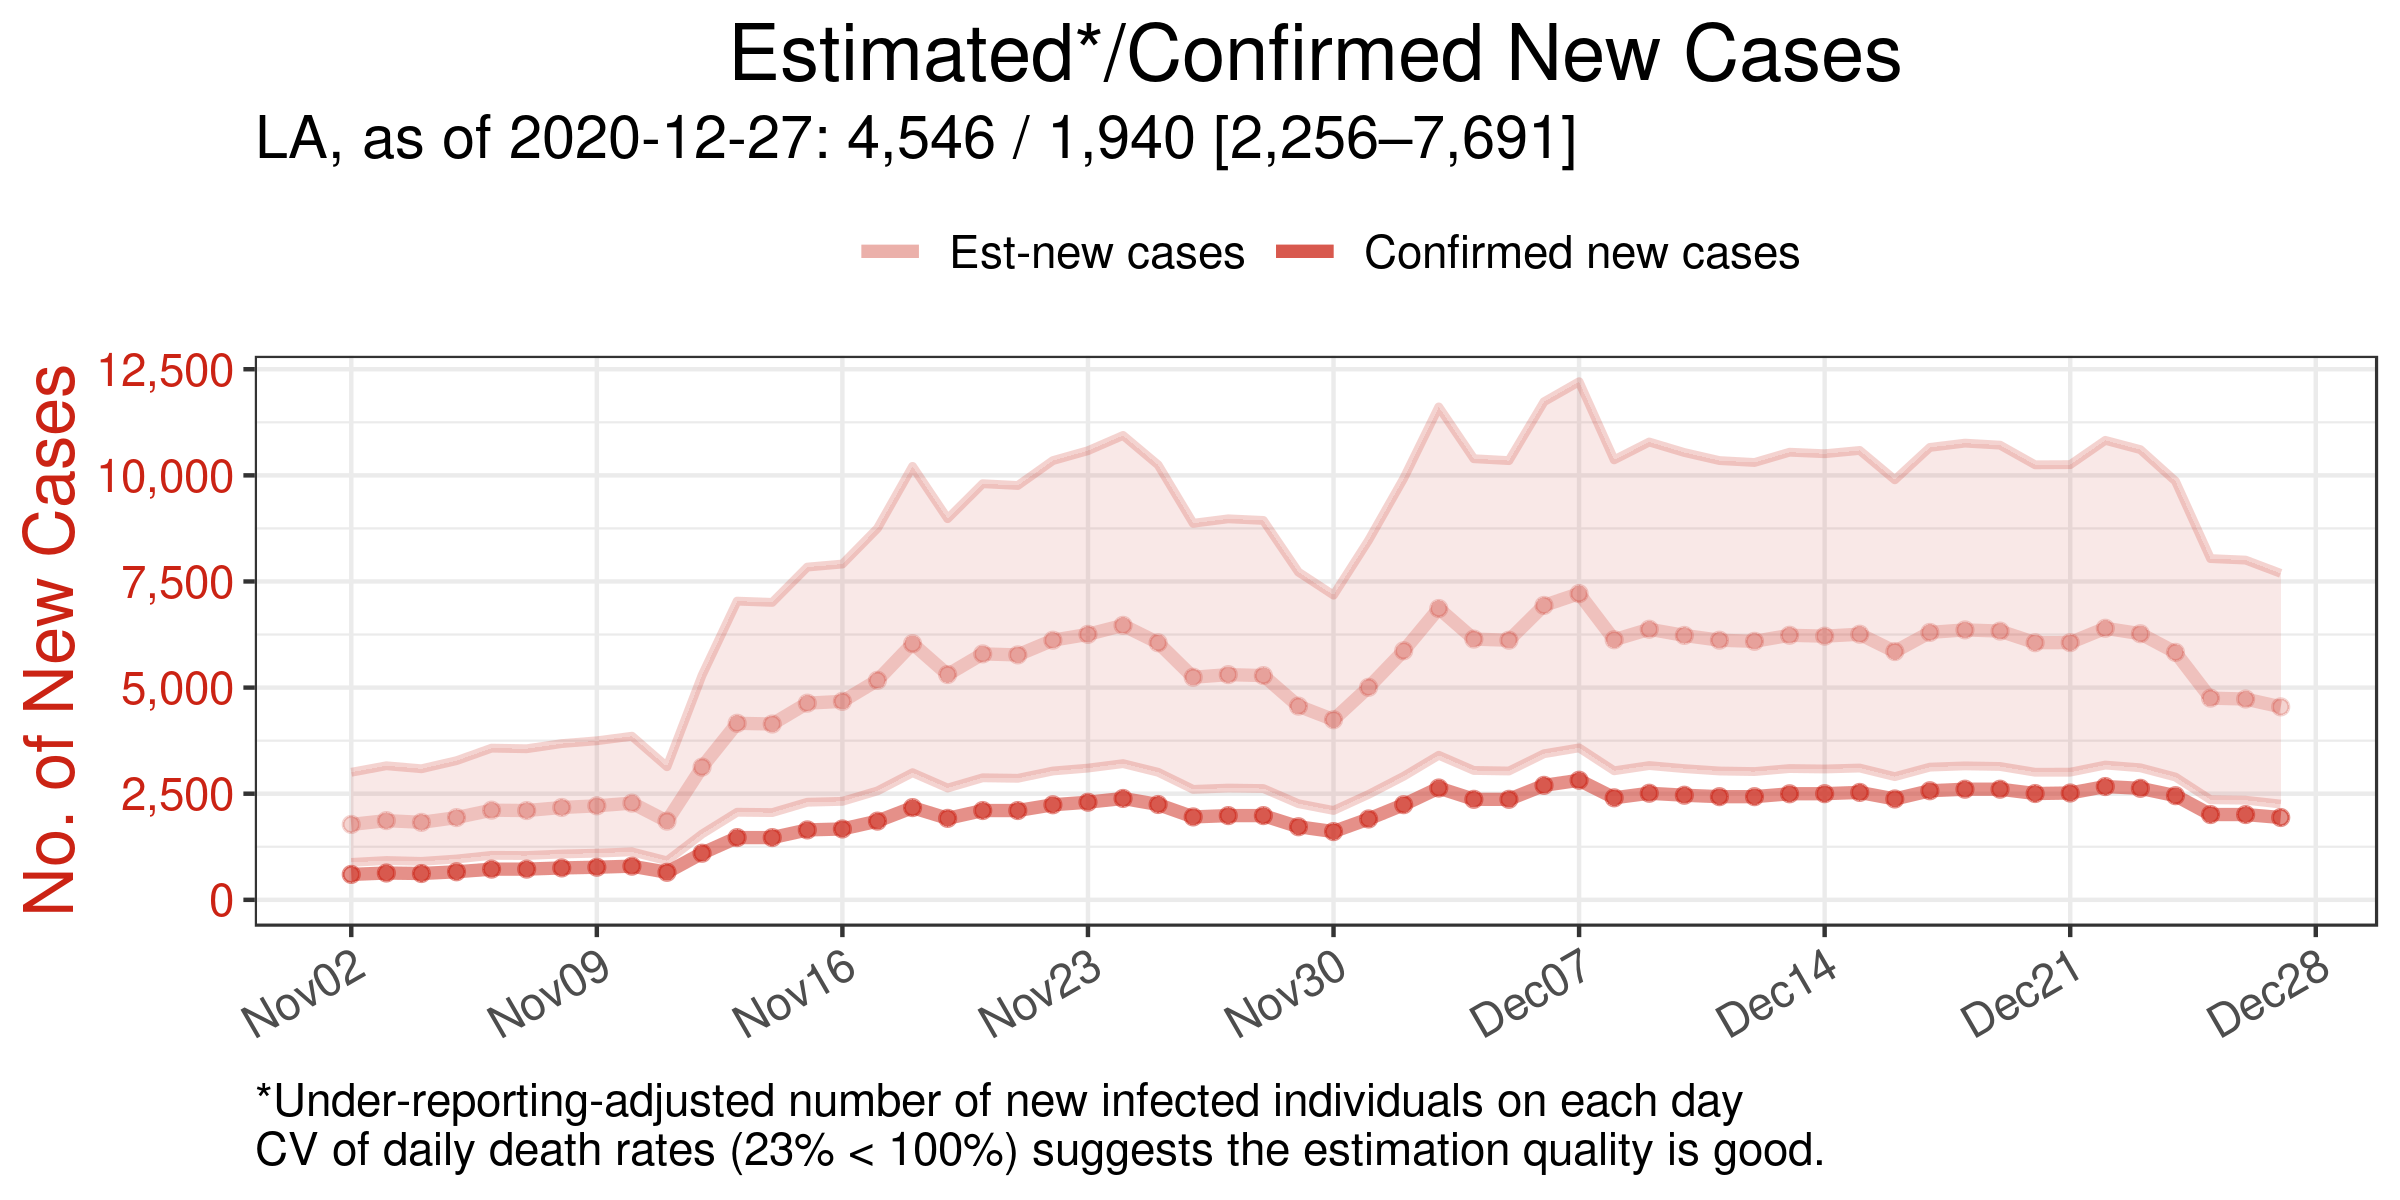 Estimated*/Confirmed New Cases
LA, as of 2020-12-27: 4,546 / 1,940 [2,256–7,691]
Est-new cases
Confirmed new cases
No. of New Cases
12,500
10,000
7,500
5,000
2,500
0
Nov02
Nov09
Nov16
Nov23
Nov30
Dec07
Dec14
Dec21
Dec28
*Under-reporting-adjusted number of new infected individuals on each day
CV of daily death rates (23% < 100%) suggests the estimation quality is good.